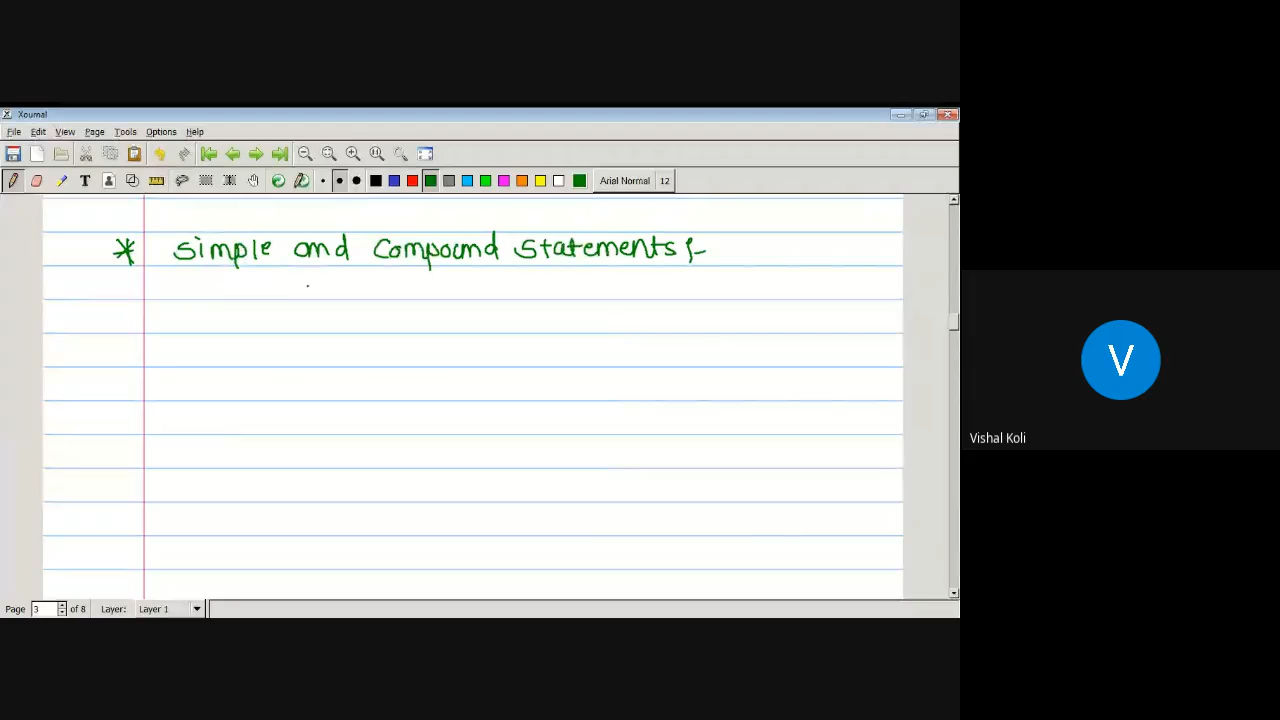 Xournal
File Edit View Page Tools Options Help
T Arial Normal 12
* Simple and Compound Statements :-
V
Vishal Koli
Page 3 of 8 Layer: Layer 1